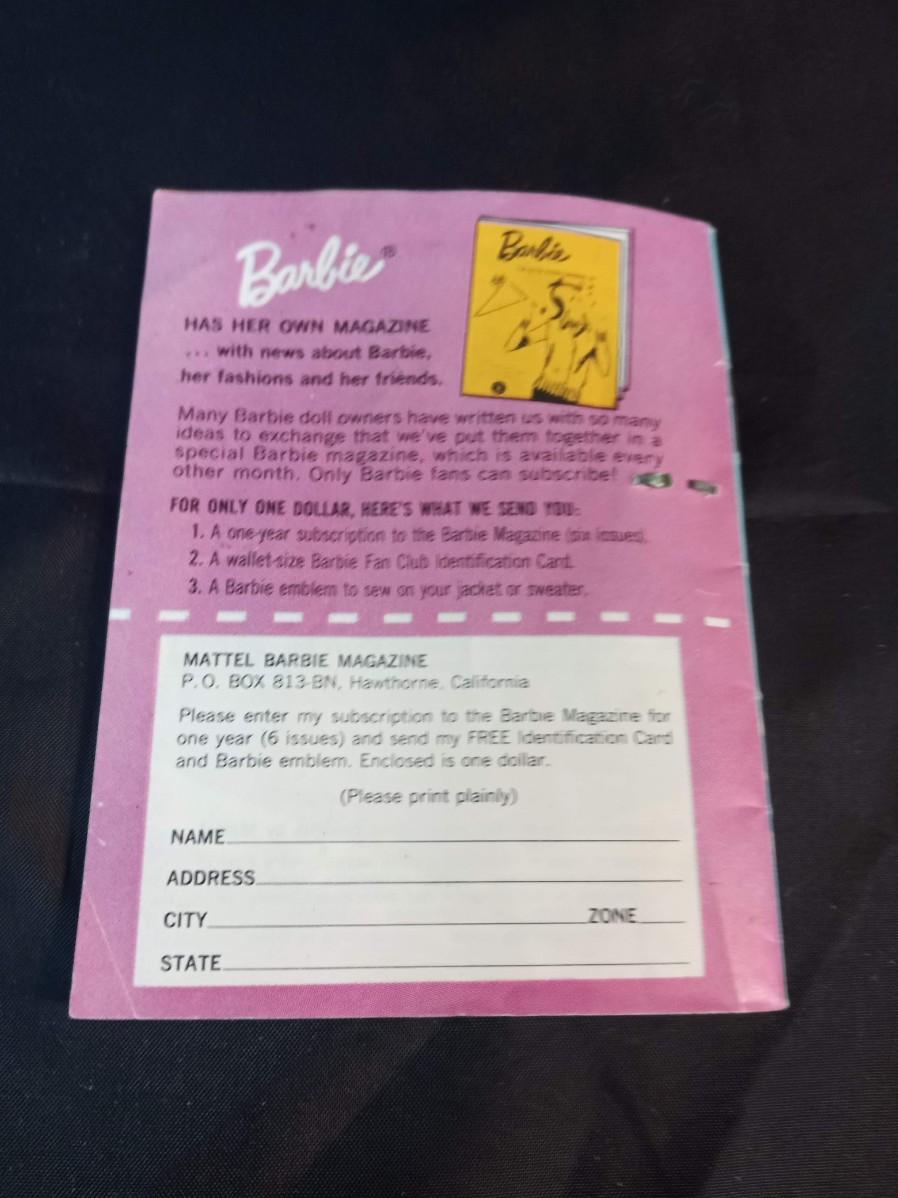 Barbie®
HAS HER OWN MAGAZINE
... with news about Barbie,
her fashions and her friends.
Barbie
Many Barbie doll owners have written us with so many
ideas to exchange that we've put them together in a
special Barbie magazine, which is available every
other month. Only Barbie fans can subscribe!
FOR ONLY ONE DOLLAR, HERE'S WHAT WE SEND YOU:
1. A one-year subscription to the Barbie Magazine (six issues).
2. A wallet-size Barbie Fan Club Identification Card.
3. A Barbie emblem to sew on your jacket or sweater.
MATTEL BARBIE MAGAZINE
P.O. BOX 813-BN, Hawthorne, California
Please enter my subscription to the Barbie Magazine for
one year (6 issues) and send my FREE Identification Card
and Barbie emblem. Enclosed is one dollar.
(Please print plainly)
NAME
ADDRESS
CITY ZONE
STATE